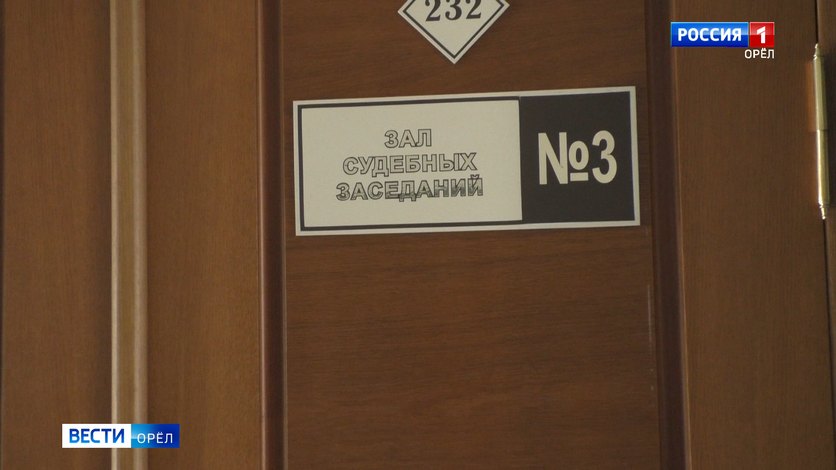 232
РОССИЯ 1
ОРЁЛ
ЗАЛ
СУДЕБНЫХ
ЗАСЕДАНИЙ
№3
ВЕСТИ ОРЁЛ